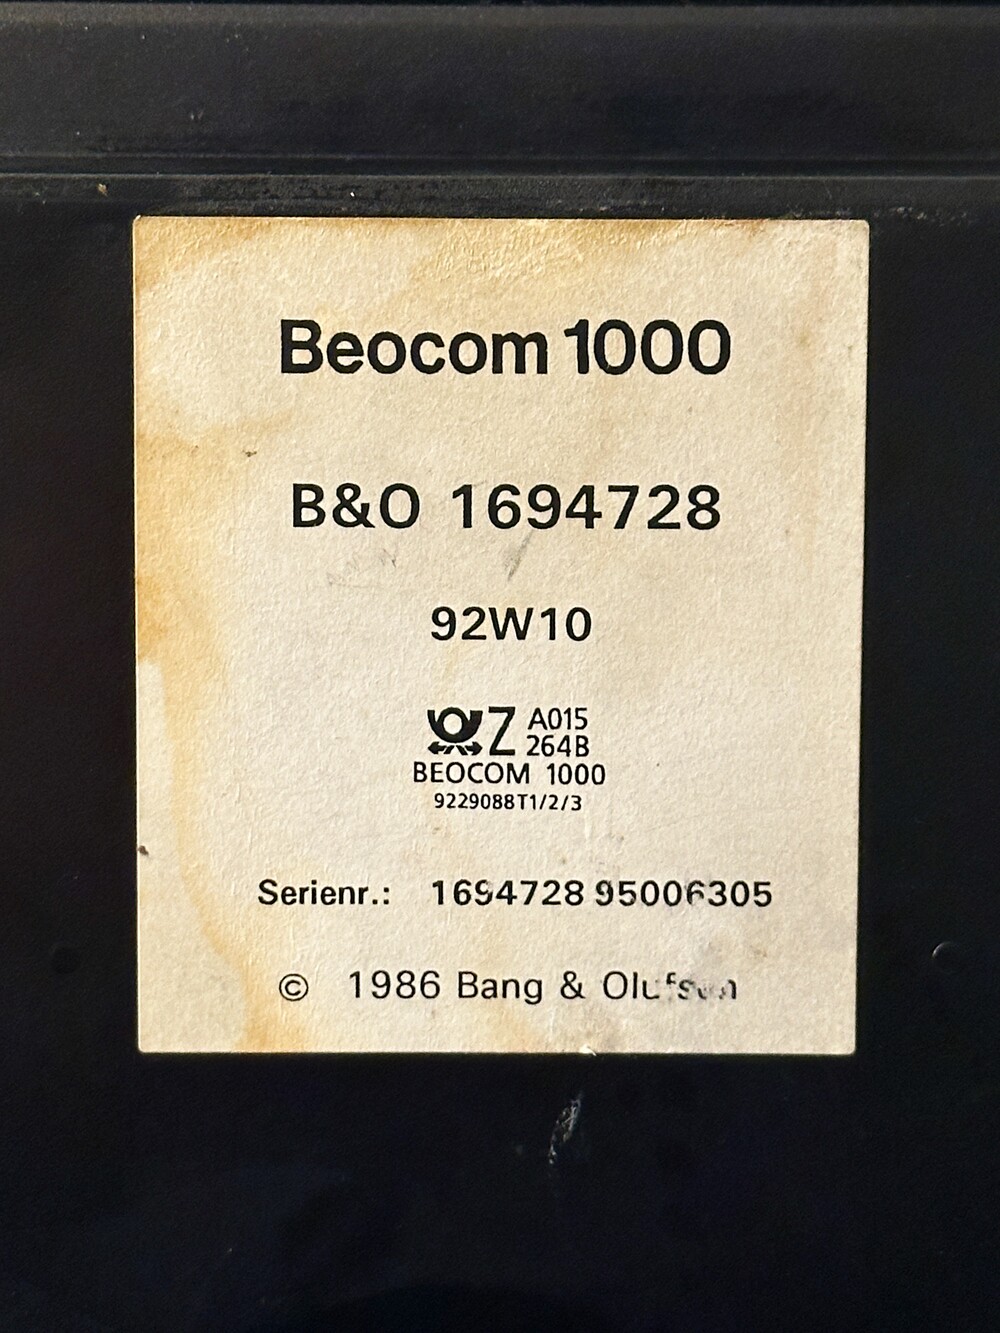 Beocom 1000
B&O 1694728
92W10
Z A015
264B
BEOCOM 1000
9229088T1/2/3
Serienr.: 1694728 95006305
© 1986 Bang & Olufsen